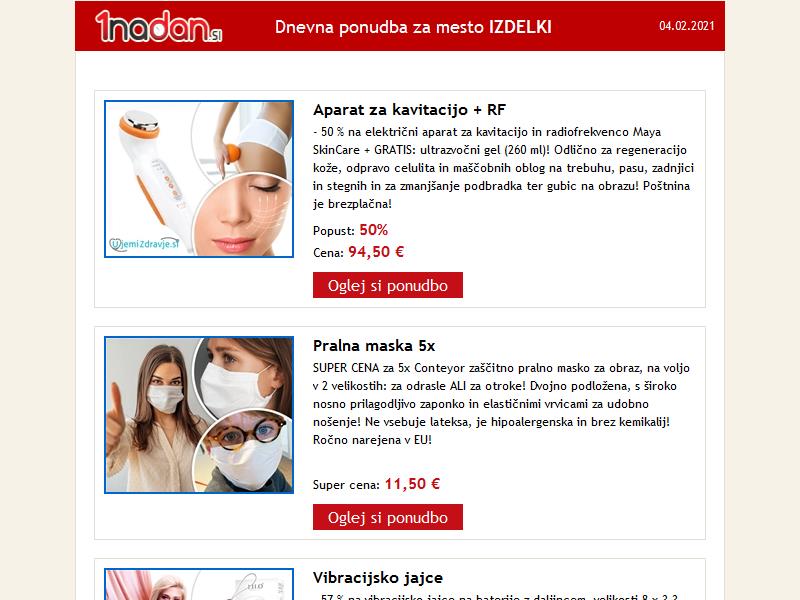 1nadan.si
Dnevna ponudba za mesto IZDELKI
04.02.2021
Aparat za kavitacijo + RF
- 50 % na električni aparat za kavitacijo in radiofrekvenco Maya
SkinCare + GRATIS: ultrazvočni gel (260 ml)! Odlično za regeneracijo
kože, odpravo celulita in maščobnih oblog na trebuhu, pasu, zadnjici
in stegnih in za zmanjšanje podbradka ter gubic na obrazu! Poštnina
je brezplačna!
UjemiZdravje.si
Popust: 50%
Cena: 94,50 €
Oglej si ponudbo
Pralna maska 5x
SUPER CENA za 5x Conteyor zaščitno pralno masko za obraz, na voljo
v 2 velikostih: za odrasle ALI za otroke! Dvojno podložena, s široko
nosno prilagodljivo zaponko in elastičnimi vrvicami za udobno
nošenje! Ne vsebuje lateksa, je hipoalergenska in brez kemikalij!
Ročno narejena v EU!
Super cena: 11,50 €
Oglej si ponudbo
Vibracijsko jajce